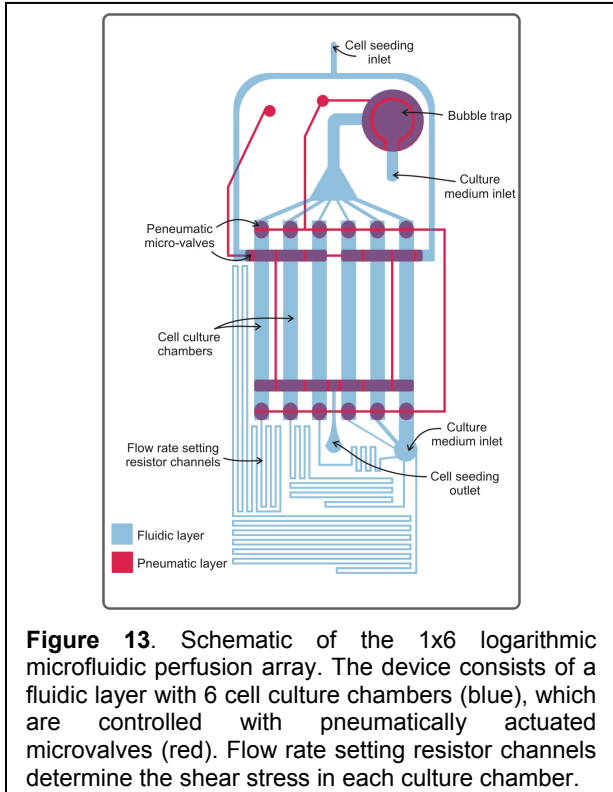 Cell seeding
inlet
Bubble trap
Culture
medium inlet
Peneumatic
micro-valves
Cell culture
chambers
Flow rate setting
resistor channels
Culture
medium inlet
Cell seeding
outlet
Fluidic layer
Pneumatic layer
Figure 13. Schematic of the 1x6 logarithmic
microfluidic perfusion array. The device consists of a
fluidic layer with 6 cell culture chambers (blue), which
are controlled with pneumatically actuated
microvalves (red). Flow rate setting resistor channels
determine the shear stress in each culture chamber.